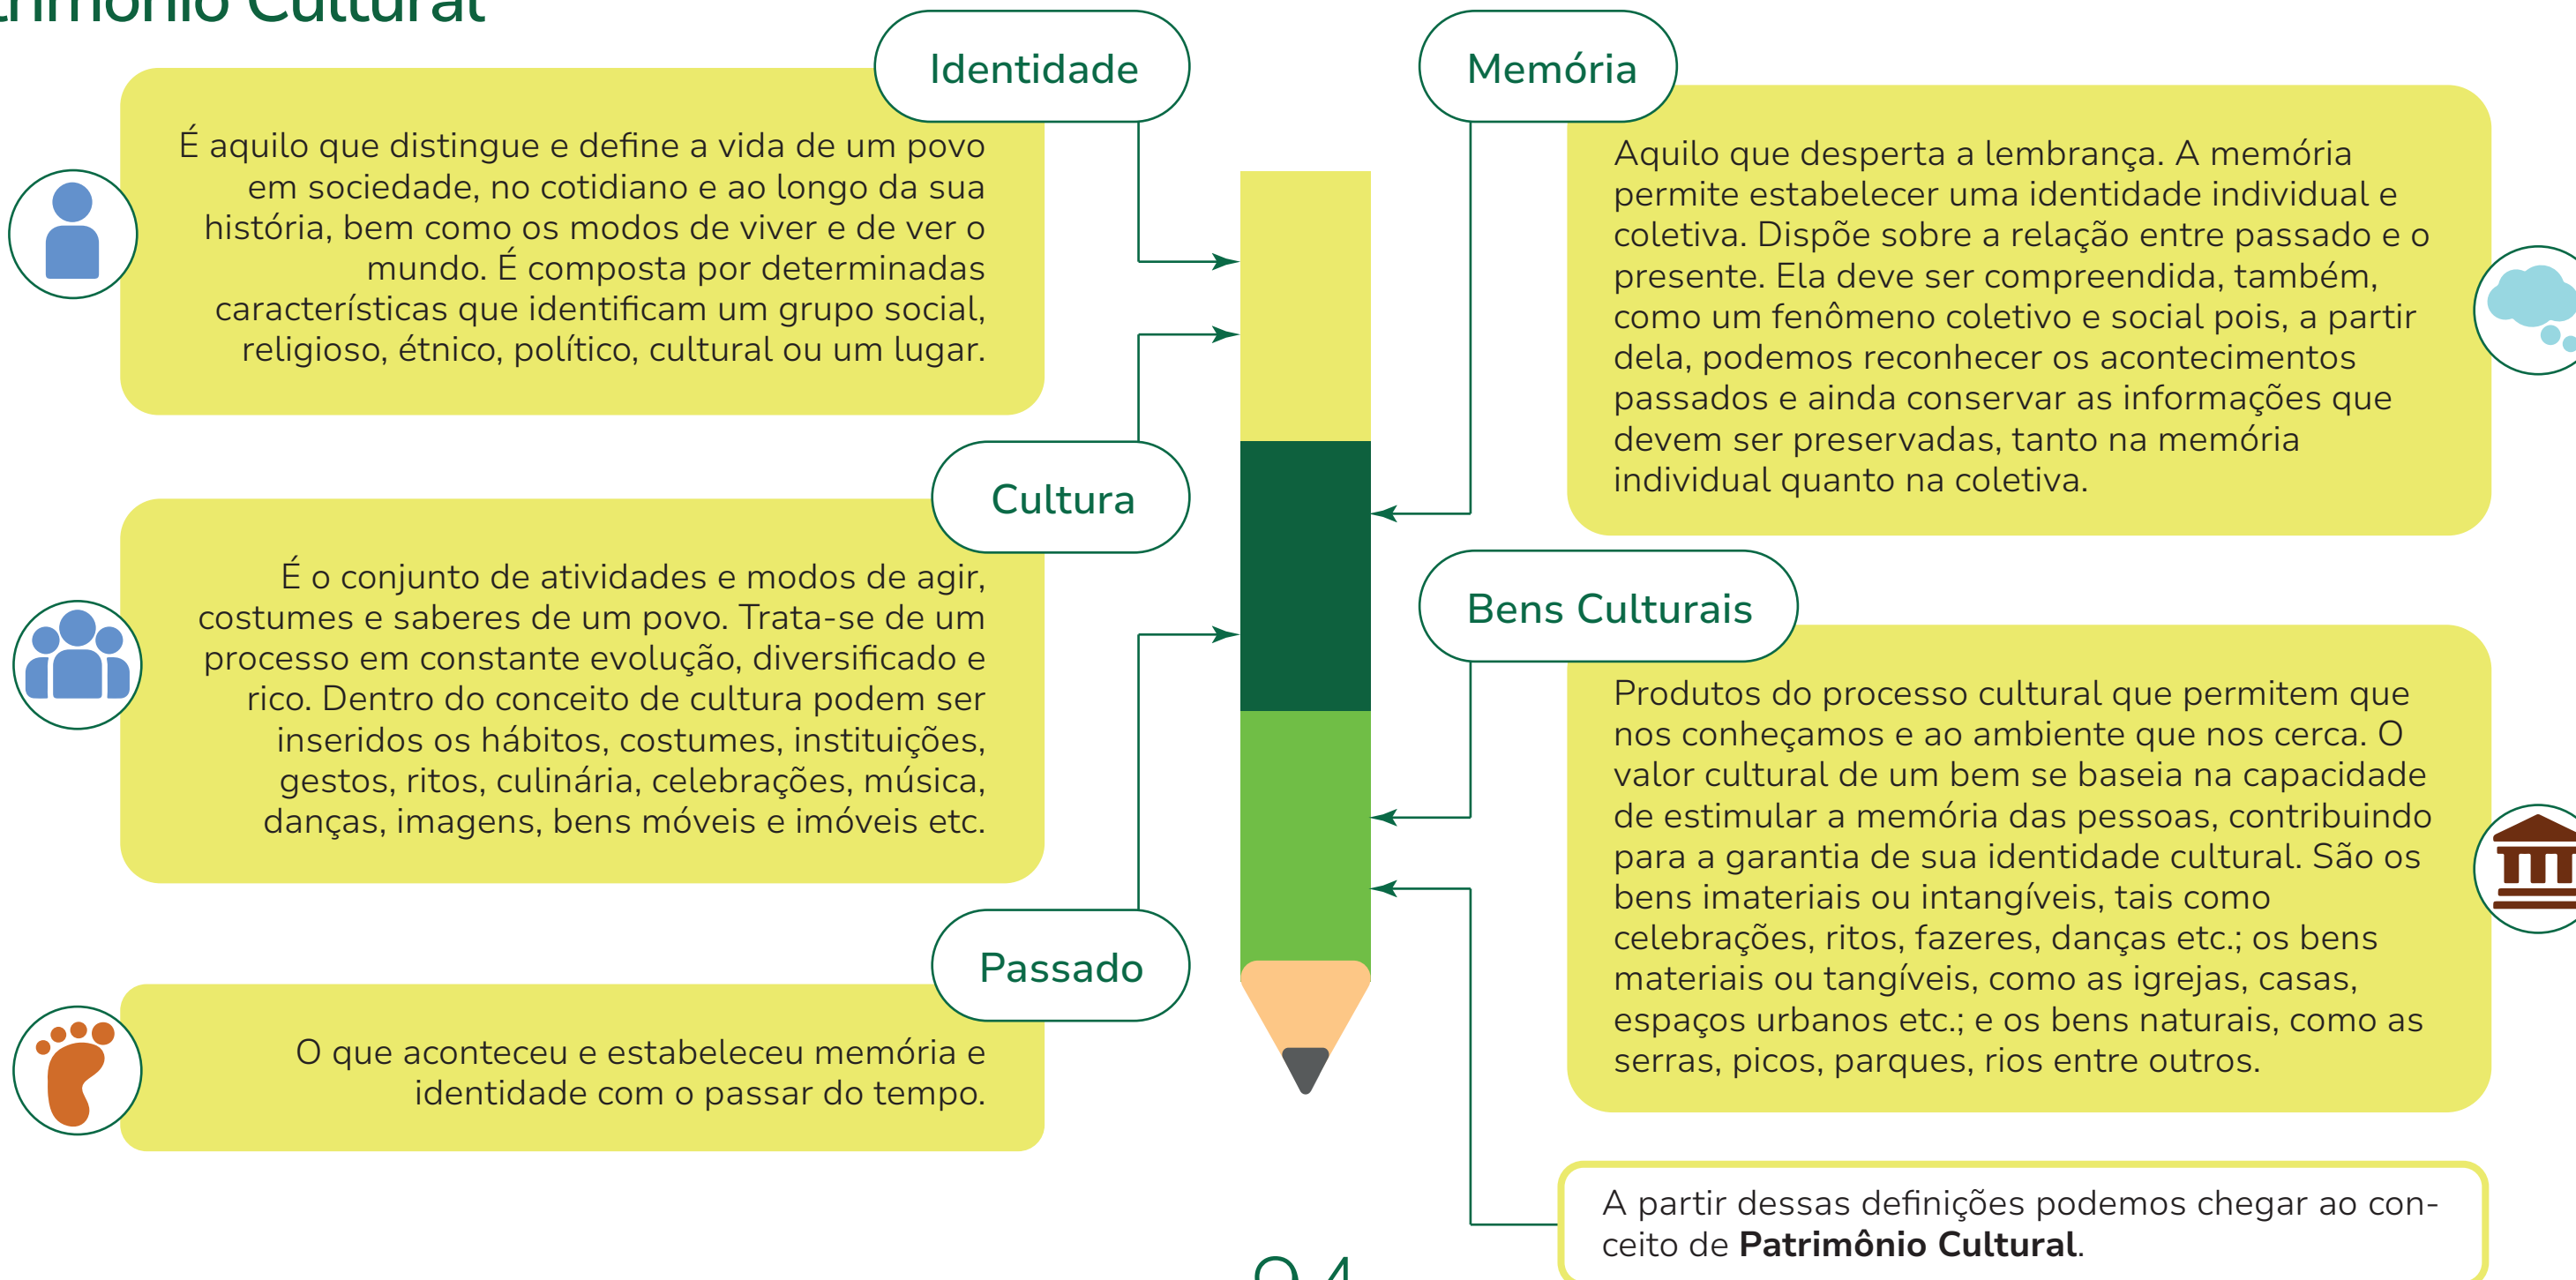 Cultural
Identidade
É aquilo que distingue e define a vida de um povo
em sociedade, no cotidiano e ao longo da sua
história, bem como os modos de viver e de ver o
mundo. É composta por determinadas
características que identificam um grupo social,
religioso, étnico, político, cultural ou um lugar.
Cultura
É o conjunto de atividades e modos de agir,
costumes e saberes de um povo. Trata-se de um
processo em constante evolução, diversificado e
rico. Dentro do conceito de cultura podem ser
inseridos os hábitos, costumes, instituições,
gestos, ritos, culinária, celebrações, música,
danças, imagens, bens móveis e imóveis etc.
Passado
O que aconteceu e estabeleceu memória e
identidade com o passar do tempo.
Memória
Aquilo que desperta a lembrança. A memória
permite estabelecer uma identidade individual e
coletiva. Dispõe sobre a relação entre passado e o
presente. Ela deve ser compreendida, também,
como um fenômeno coletivo e social pois, a partir
dela, podemos reconhecer os acontecimentos
passados e ainda conservar as informações que
devem ser preservadas, tanto na memória
individual quanto na coletiva.
Bens Culturais
Produtos do processo cultural que permitem que
nos conheçamos e ao ambiente que nos cerca. O
valor cultural de um bem se baseia na capacidade
de estimular a memória das pessoas, contribuindo
para a garantia de sua identidade cultural. São os
bens imateriais ou intangíveis, tais como
celebrações, ritos, fazeres, danças etc.; os bens
materiais ou tangíveis, como as igrejas, casas,
espaços urbanos etc.; e os bens naturais, como as
serras, picos, parques, rios entre outros.
A partir dessas definições podemos chegar ao con-
ceito de Patrimônio Cultural.